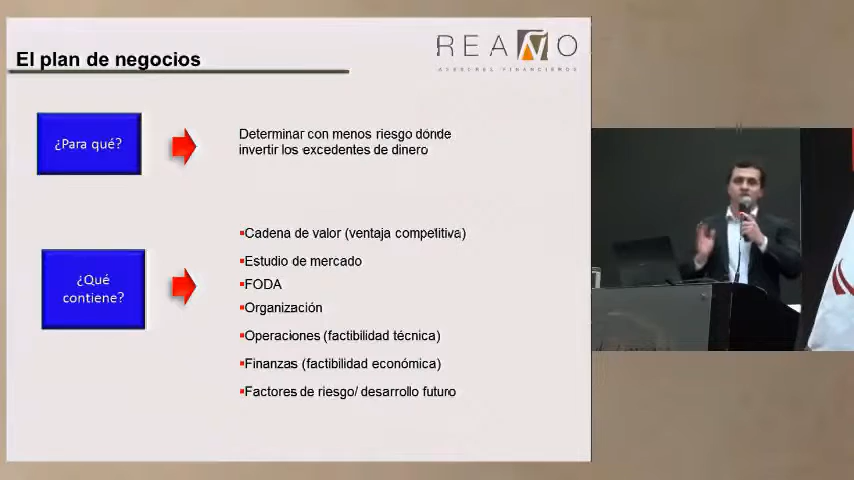 El plan de negocios
REAÑO
ASESORES FINANCIEROS
¿Para qué?
Determinar con menos riesgo dónde
invertir los excedentes de dinero
¿Qué
contiene?
Cadena de valor (ventaja competitiva)
Estudio de mercado
FODA
Organización
Operaciones (factibilidad técnica)
Finanzas (factibilidad económica)
Factores de riesgo/ desarrollo futuro